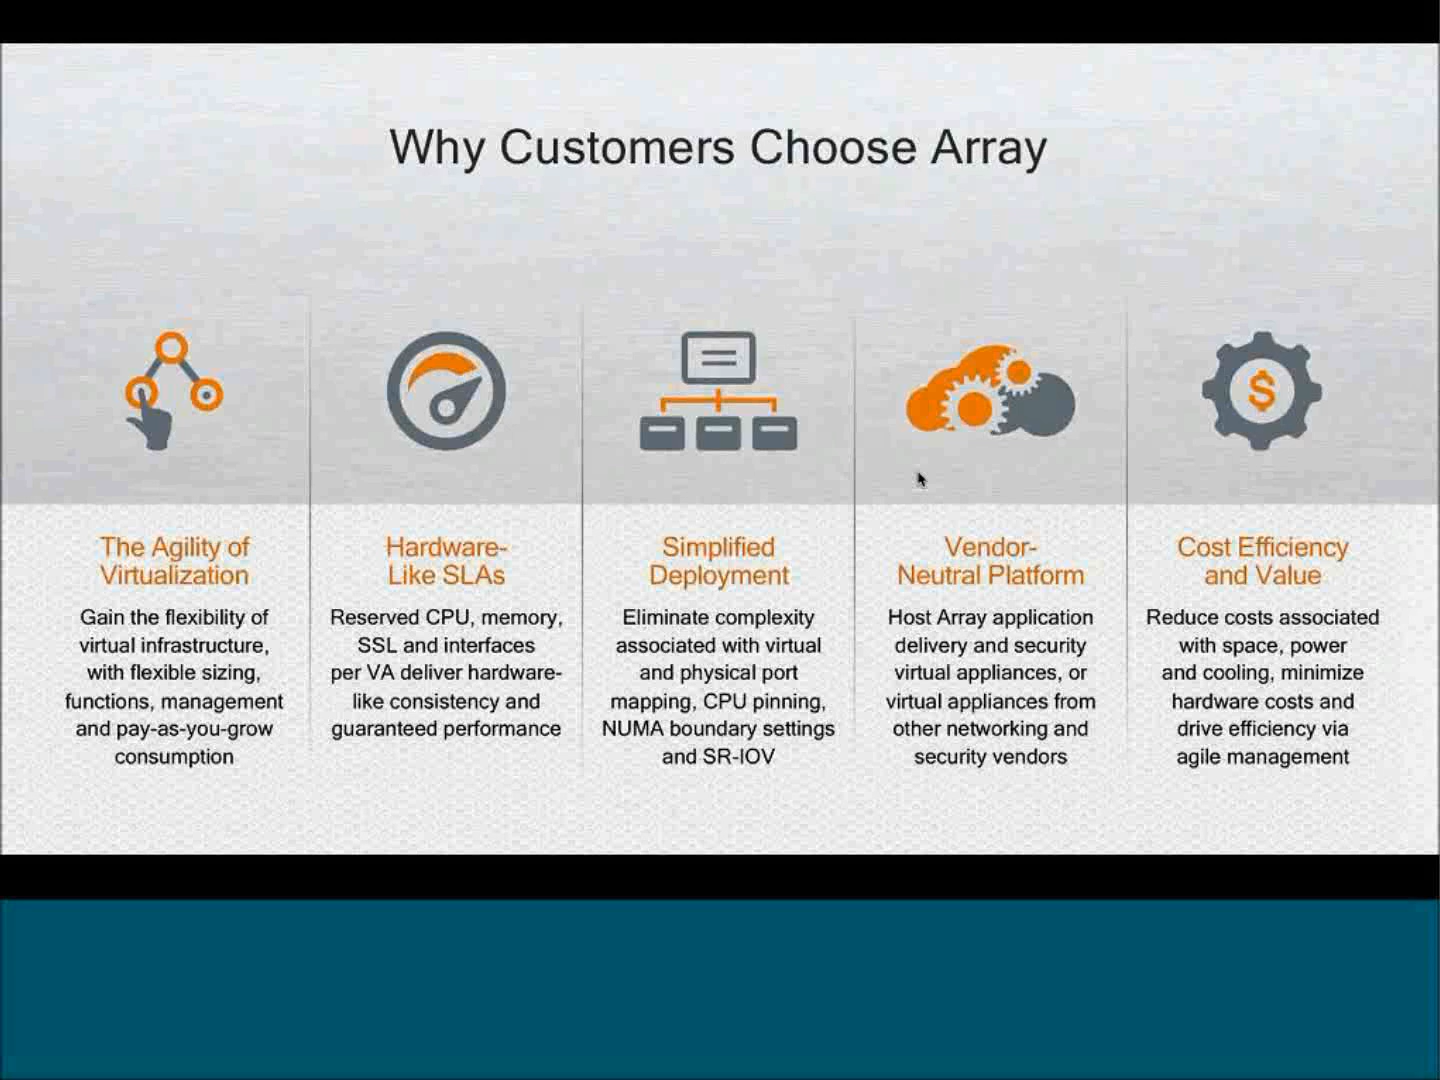 Why Customers Choose Array
The Agility of
Virtualization
Gain the flexibility of
virtual infrastructure,
with flexible sizing,
functions, management
and pay-as-you-grow
consumption
Hardware-
Like SLAs
Reserved CPU, memory,
SSL and interfaces
per VA deliver hardware-
like consistency and
guaranteed performance
Simplified
Deployment
Eliminate complexity
associated with virtual
and physical port
mapping, CPU pinning,
NUMA boundary settings
and SR-IOV
Vendor-
Neutral Platform
Host Array application
delivery and security
virtual appliances, or
virtual appliances from
other networking and
security vendors
$
Cost Efficiency
and Value
Reduce costs associated
with space, power
and cooling, minimize
hardware costs and
drive efficiency via
agile management